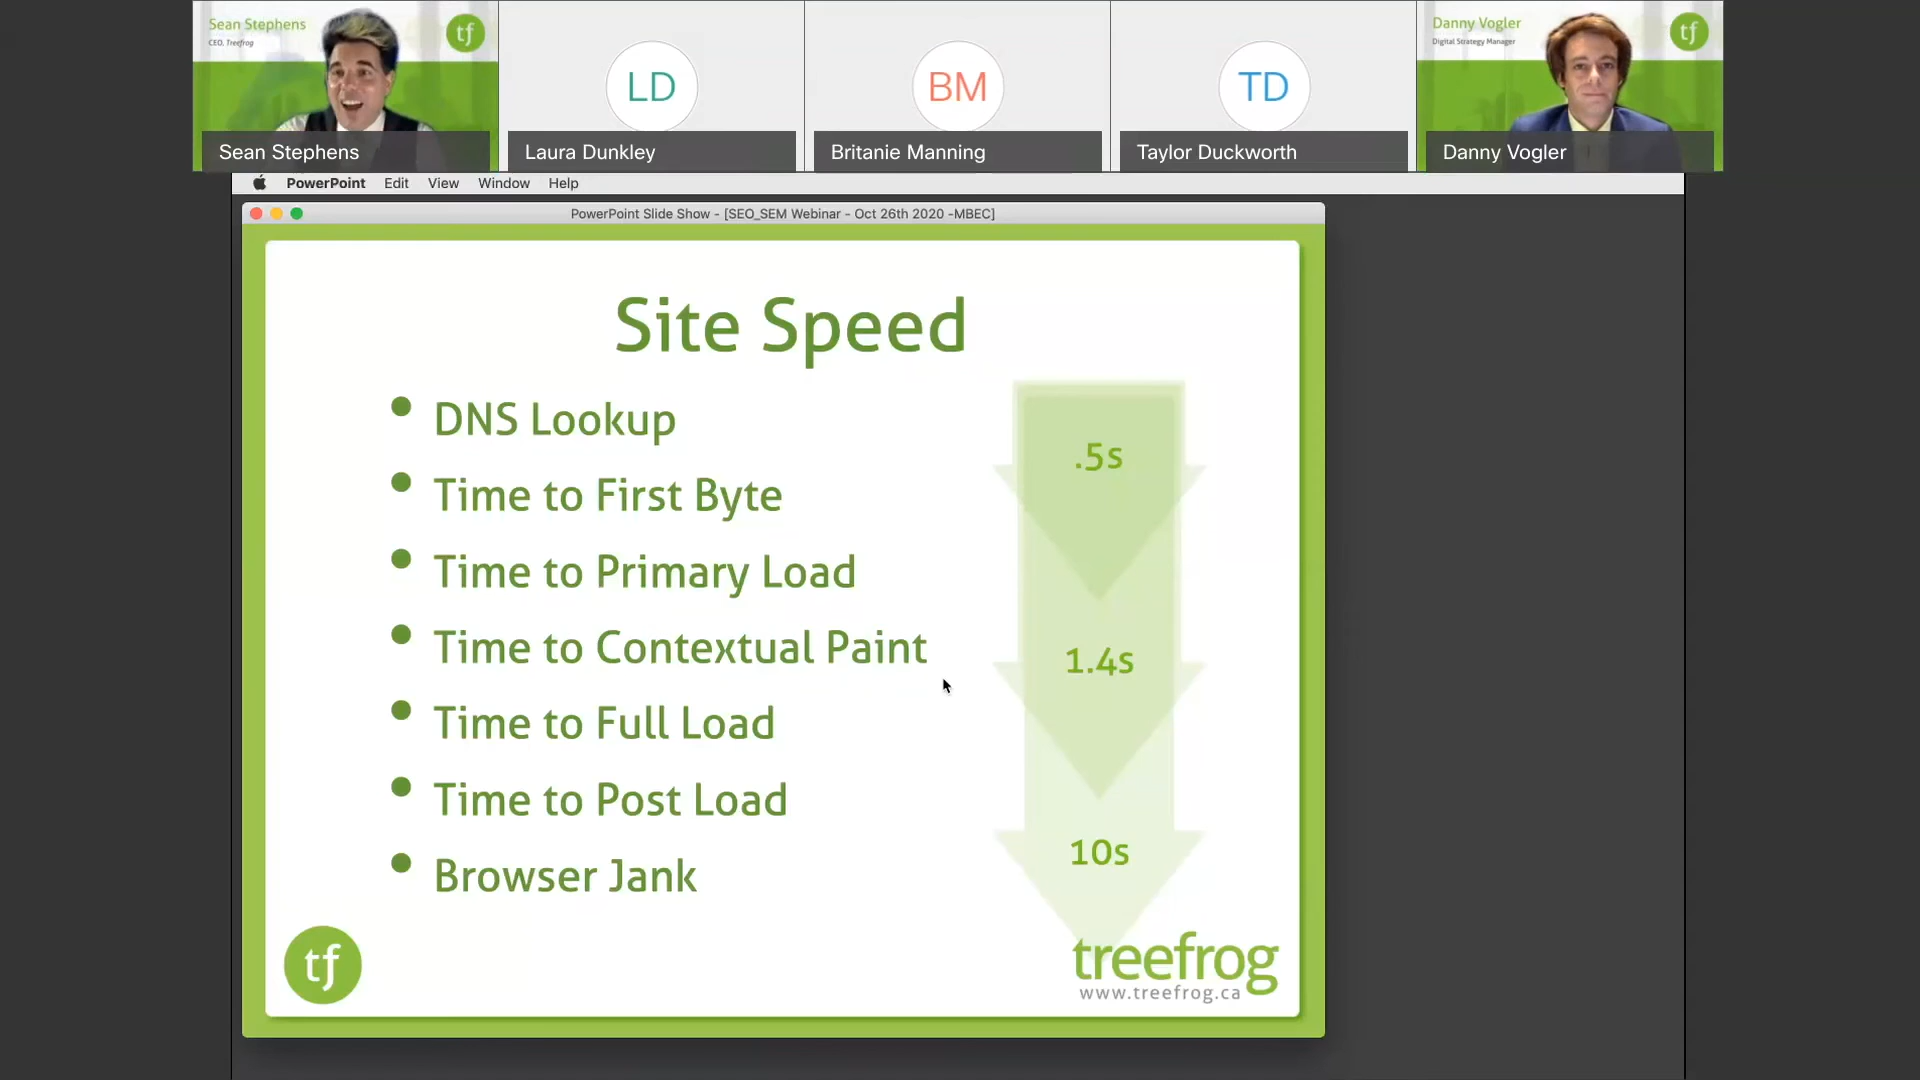 Sean Stephens
CEO, Treefrog
tf
LD
BM
TD
Danny Vogler
Digital Strategy Manager
tf
Sean Stephens
Laura Dunkley
Britanie Manning
Taylor Duckworth
Danny Vogler
PowerPoint Edit View Window Help
PowerPoint Slide Show - [SEO_SEM Webinar - Oct 26th 2020 -MBEC]
Site Speed
• DNS Lookup
• Time to First Byte
• Time to Primary Load
• Time to Contextual Paint
• Time to Full Load
• Time to Post Load
• Browser Jank
.5s
1.4s
10s
tf
treefrog
www.treefrog.ca